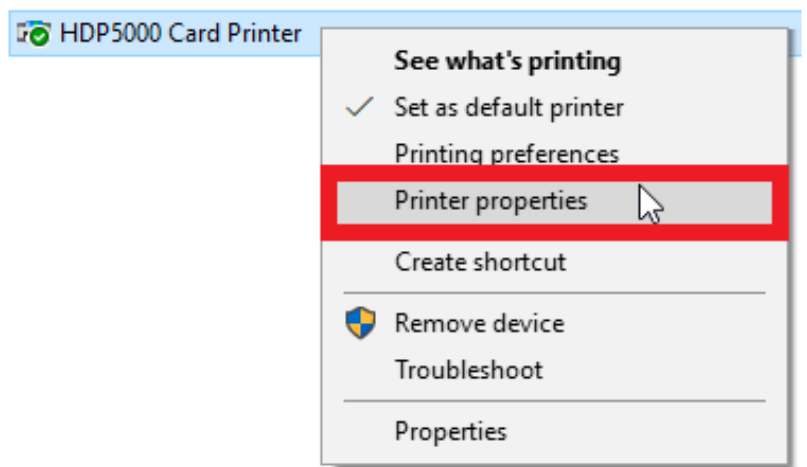 HDP5000 Card Printer
See what's printing
Set as default printer
Printing preferences
Printer properties
Create shortcut
Remove device
Troubleshoot
Properties